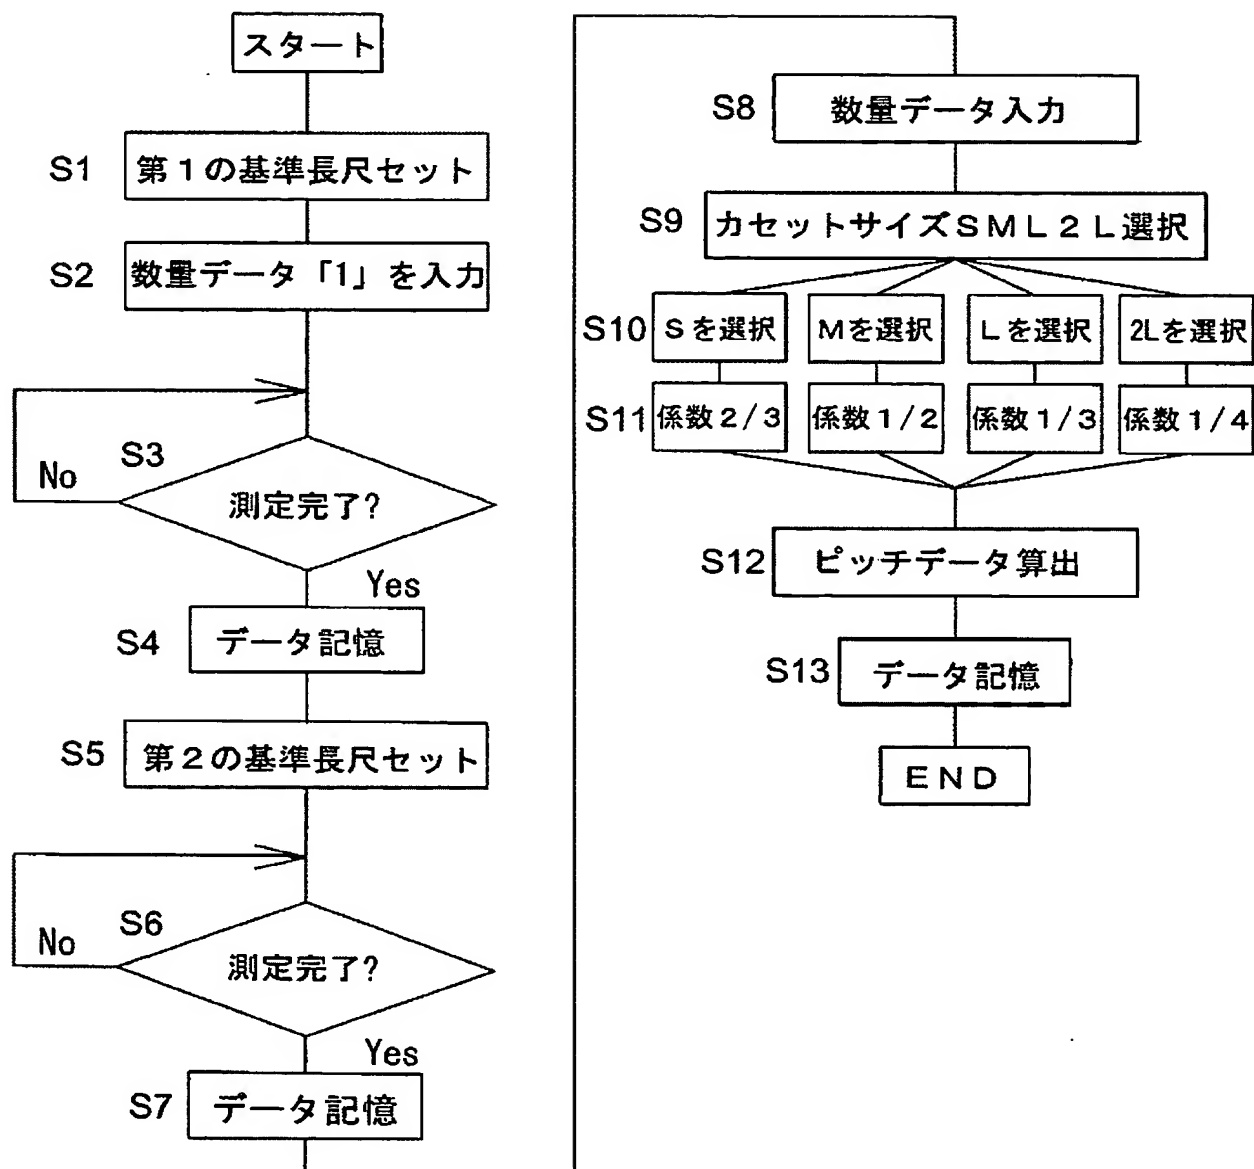 スタート
S1
第1の基準長尺セット
S2
数量データ「1」を入力
S3
No
測定完了?
Yes
S4
データ記憶
S5
第2の基準長尺セット
S6
No
測定完了?
Yes
S7
データ記憶
S8
数量データ入力
S9
カセットサイズSML2L選択
S10
Sを選択
Mを選択
Lを選択
2Lを選択
S11
係数2/3
係数1/2
係数1/3
係数1/4
S12
ピッチデータ算出
S13
データ記憶
END